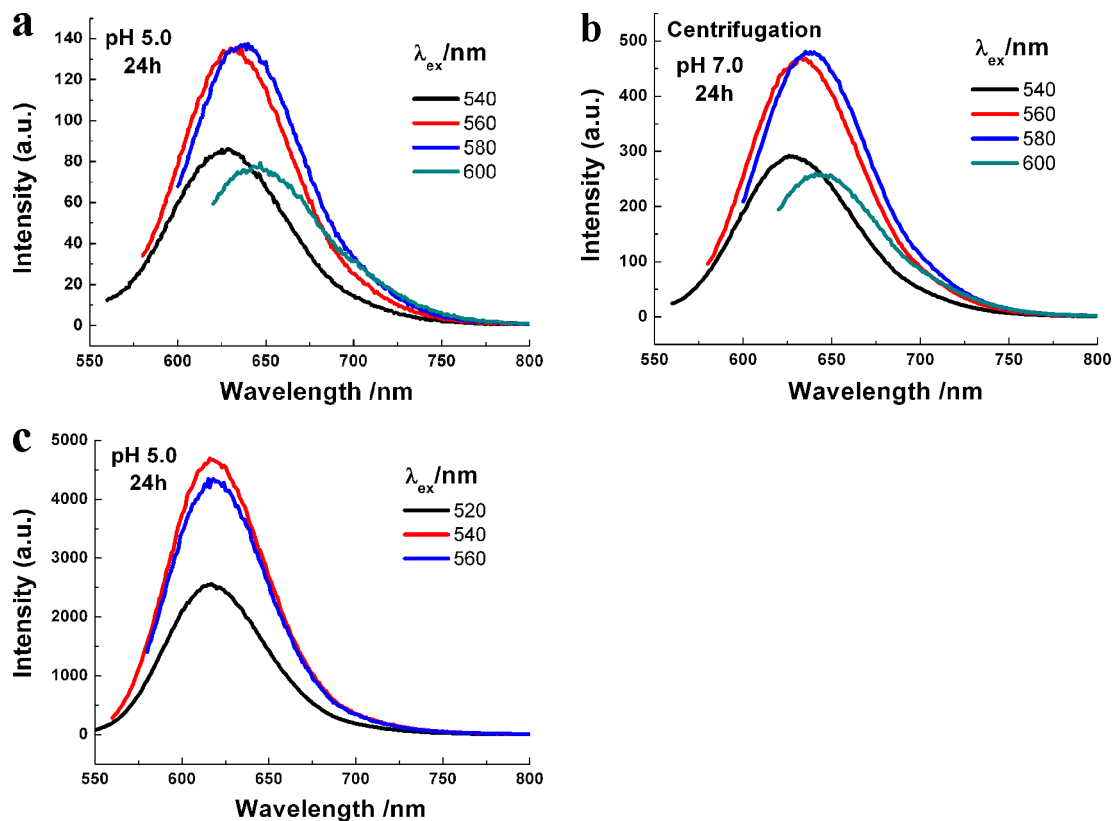 a
pH 5.0
24h
λex/nm
540
560
580
600
140
120
100
80
60
40
20
0
550 600 650 700 750 800
Intensity (a.u.)
Wavelength /nm
b
Centrifugation
pH 7.0
24h
λex/nm
540
560
580
600
500
400
300
200
100
0
550 600 650 700 750 800
Intensity (a.u.)
Wavelength /nm
c
pH 5.0
24h
λex/nm
520
540
560
5000
4000
3000
2000
1000
0
550 600 650 700 750 800
Intensity (a.u.)
Wavelength /nm